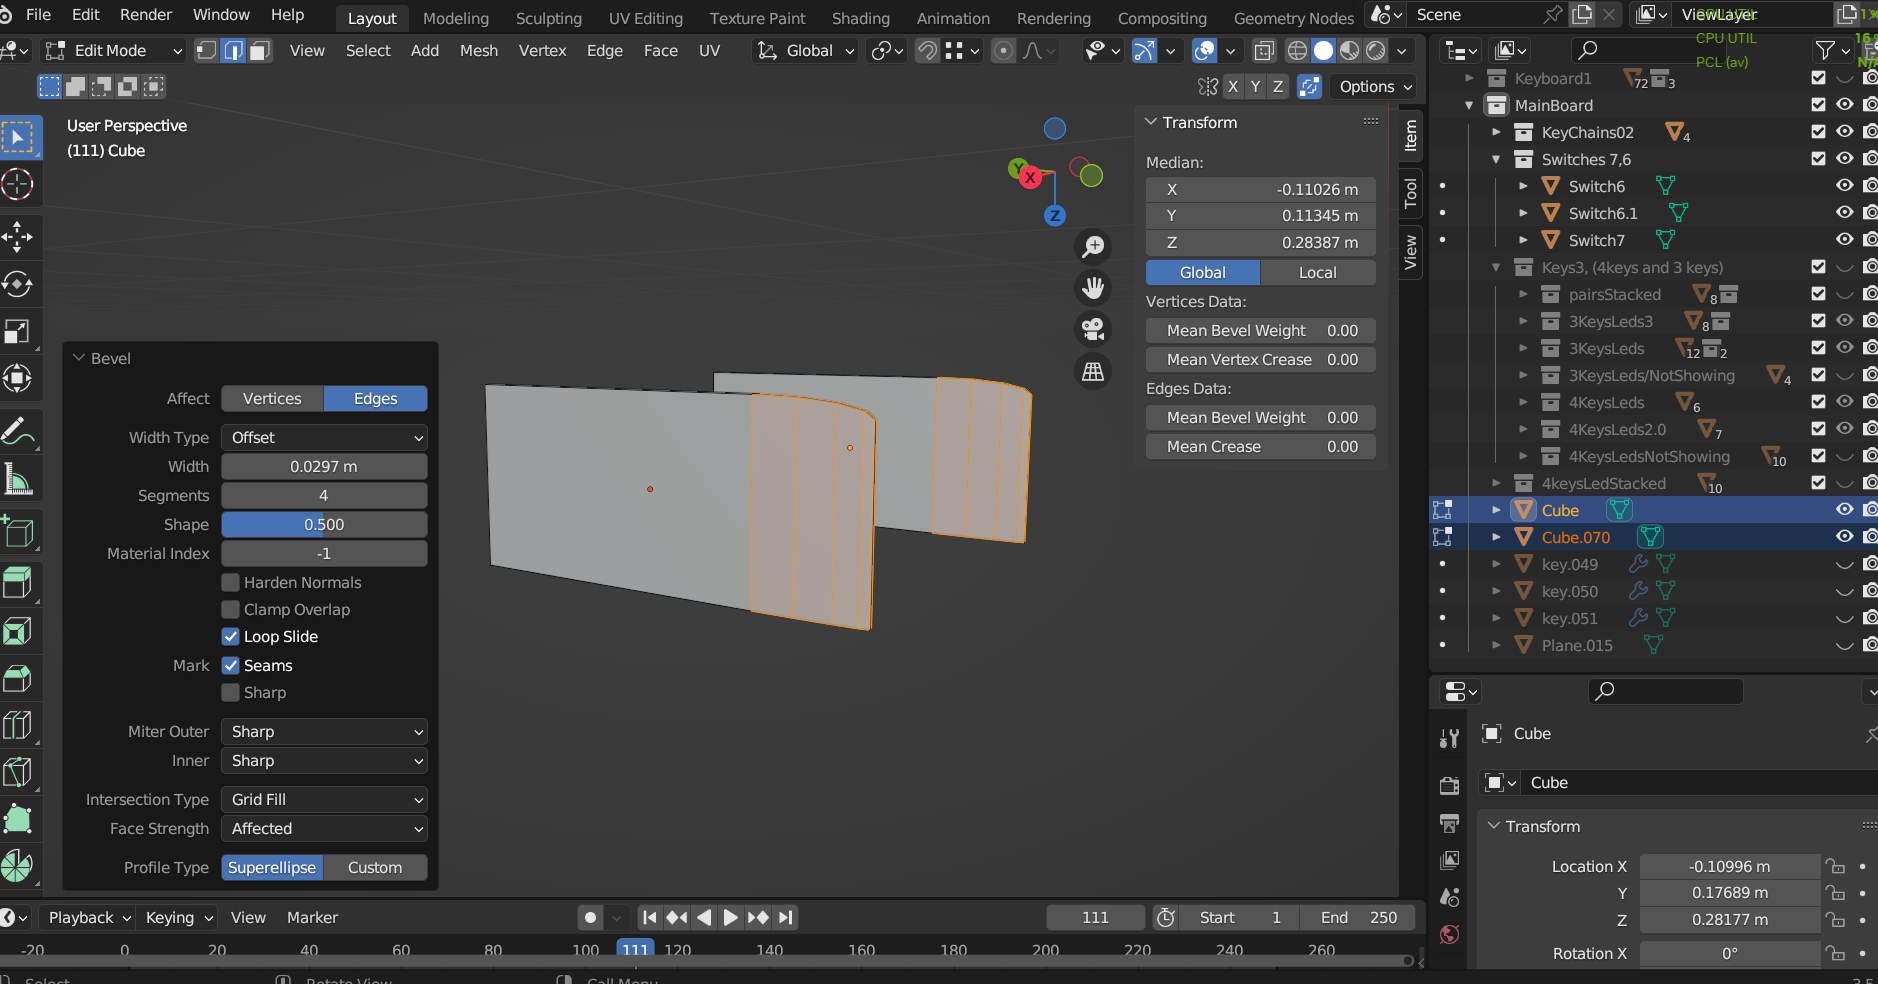 File Edit Render Window Help Layout Modeling Sculpting UV Editing Texture Paint Shading Animation Rendering Compositing Geometry Nodes Scene ViewLayer
CPU UTIL 16
PCL (av)
Edit Mode View Select Add Mesh Vertex Edge Face UV Global
X Y Z Options
User Perspective
(111) Cube
Y X Z
Transform
Median:
X -0.11026 m
Y 0.11345 m
Z 0.28387 m
Global Local
Vertices Data:
Mean Bevel Weight 0.00
Mean Vertex Crease 0.00
Edges Data:
Mean Bevel Weight 0.00
Mean Crease 0.00
Item
Tool
View
Bevel
Affect Vertices Edges
Width Type Offset
Width 0.0297 m
Segments 4
Shape 0.500
Material Index -1
Harden Normals
Clamp Overlap
Loop Slide
Mark Seams
Sharp
Miter Outer Sharp
Inner Sharp
Intersection Type Grid Fill
Face Strength Affected
Profile Type Superellipse Custom
Keyboard1 72 3
MainBoard
KeyChains02 4
Switches 7,6
Switch6
Switch6.1
Switch7
Keys3, (4keys and 3 keys)
pairsStacked 8
3KeysLeds3 8
3KeysLeds 12 2
3KeysLeds/NotShowing 4
4KeysLeds 6
4KeysLeds2.0 7
4KeysLedsNotShowing 10
4keysLedStacked 10
Cube
Cube.070
key.049
key.050
key.051
Plane.015
Cube
Cube
Transform
Location X -0.10996 m
Y 0.17689 m
Z 0.28177 m
Rotation X 0°
Playback Keying View Marker 111 Start 1 End 250
-20 0 20 40 60 80 100 111 120 140 160 180 200 220 240 260
Select Rotate View Call Menu 3.5